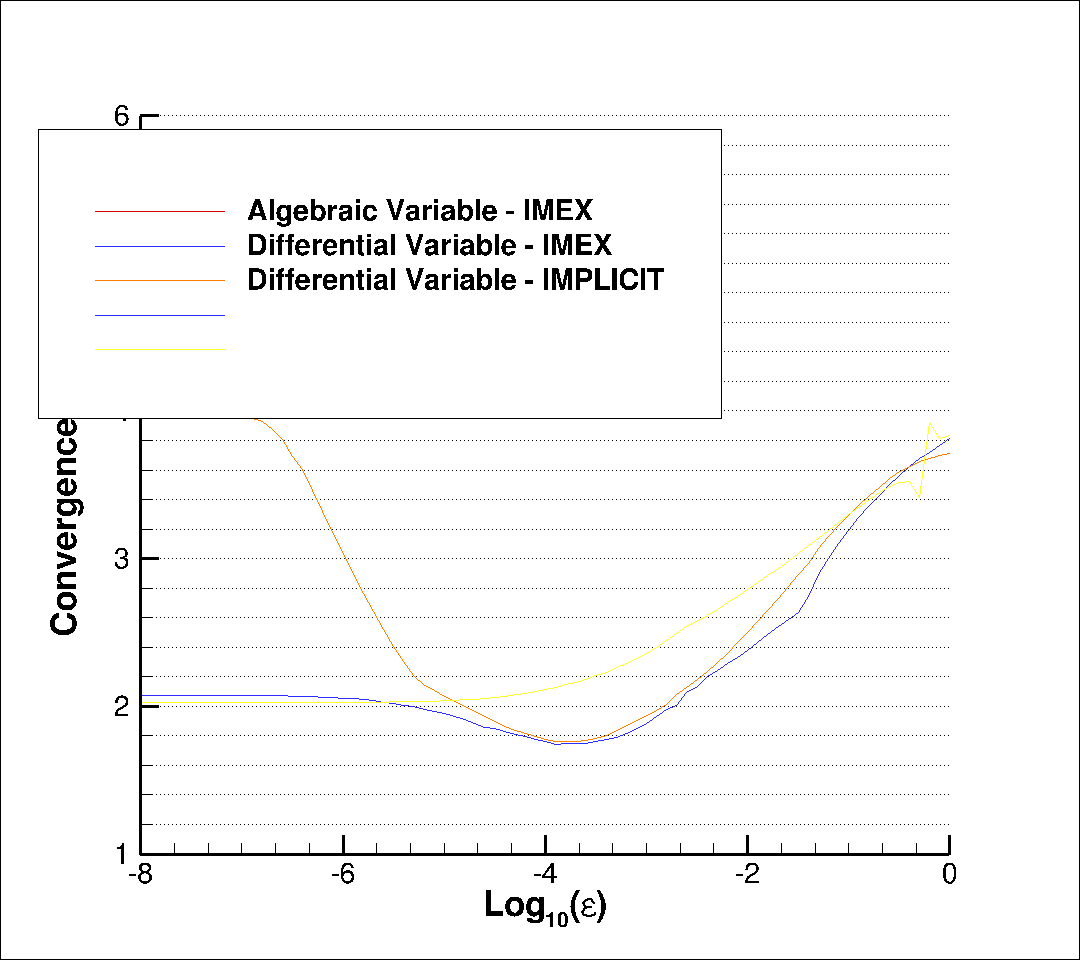 6
Algebraic Variable - IMEX
Differential Variable - IMEX
Differential Variable - IMPLICIT
Convergence
3
2
1
-8 -6 -4 -2 0
Log10(ε)